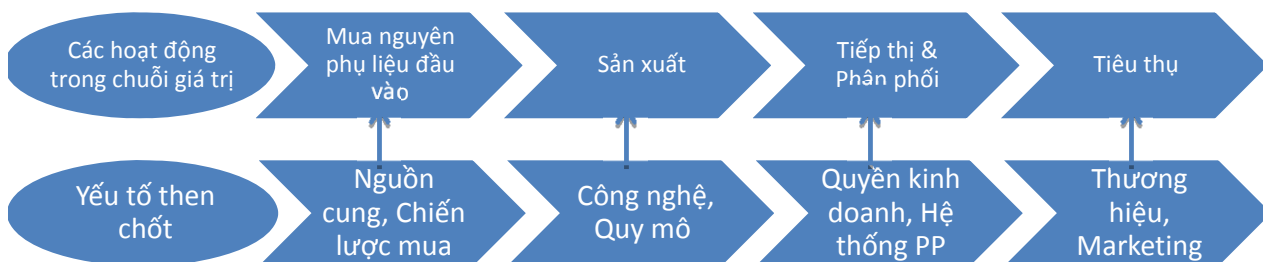 Các hoạt động
trong chuỗi giá trị
Mua nguyên
phụ liệu đầu
vào
Sản xuất
Tiếp thị &
Phân phối
Tiêu thụ
Yếu tố then
chốt
Nguồn
cung, Chiến
lược mua
Công nghệ,
Quy mô
Quyền kinh
doanh, Hệ
thống PP
Thương
hiệu,
Marketing